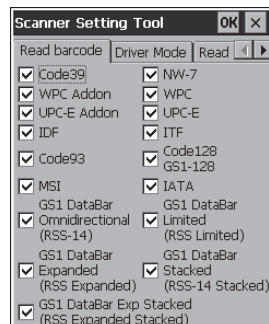 Scanner Setting Tool OK ×
Read barcode Driver Mode Read
Code39 NW-7
WPC Addon WPC
UPC-E Addon UPC-E
IDF ITF
Code93 Code128
GS1-128
MSI IATA
GS1 DataBar GS1 DataBar
Omnidirectional Limited
(RSS-14) (RSS Limited)
GS1 DataBar GS1 DataBar
Expanded Stacked
(RSS Expanded) (RSS-14 Stacked)
GS1 DataBar Exp Stacked
(RSS Expanded Stacked)